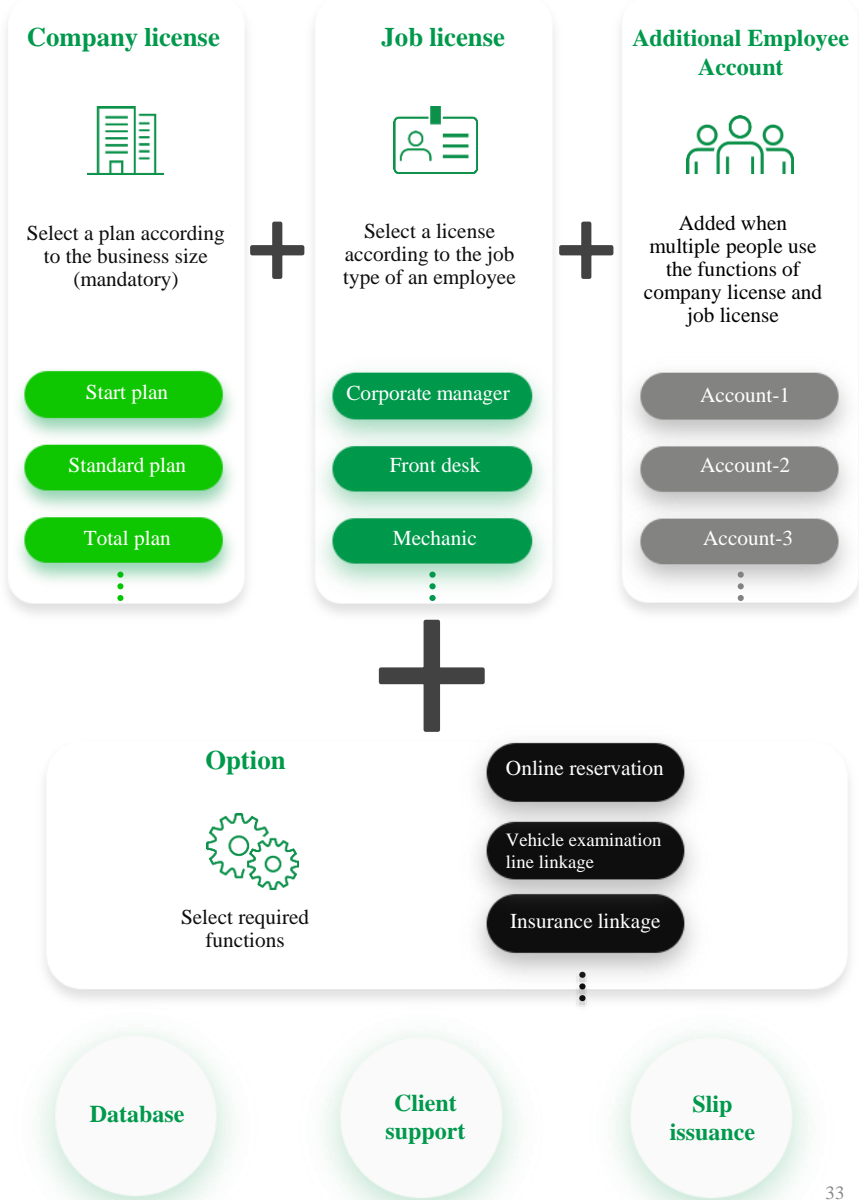 Company license
Select a plan according
to the business size
(mandatory)
Start plan
Standard plan
Total plan
Job license
Select a license
according to the job
type of an employee
Corporate manager
Front desk
Mechanic
Additional Employee
Account
Added when
multiple people use
the functions of
company license and
job license
Account-1
Account-2
Account-3
Option
Select required
functions
Online reservation
Vehicle examination
line linkage
Insurance linkage
Database
Client
support
Slip
issuance
33